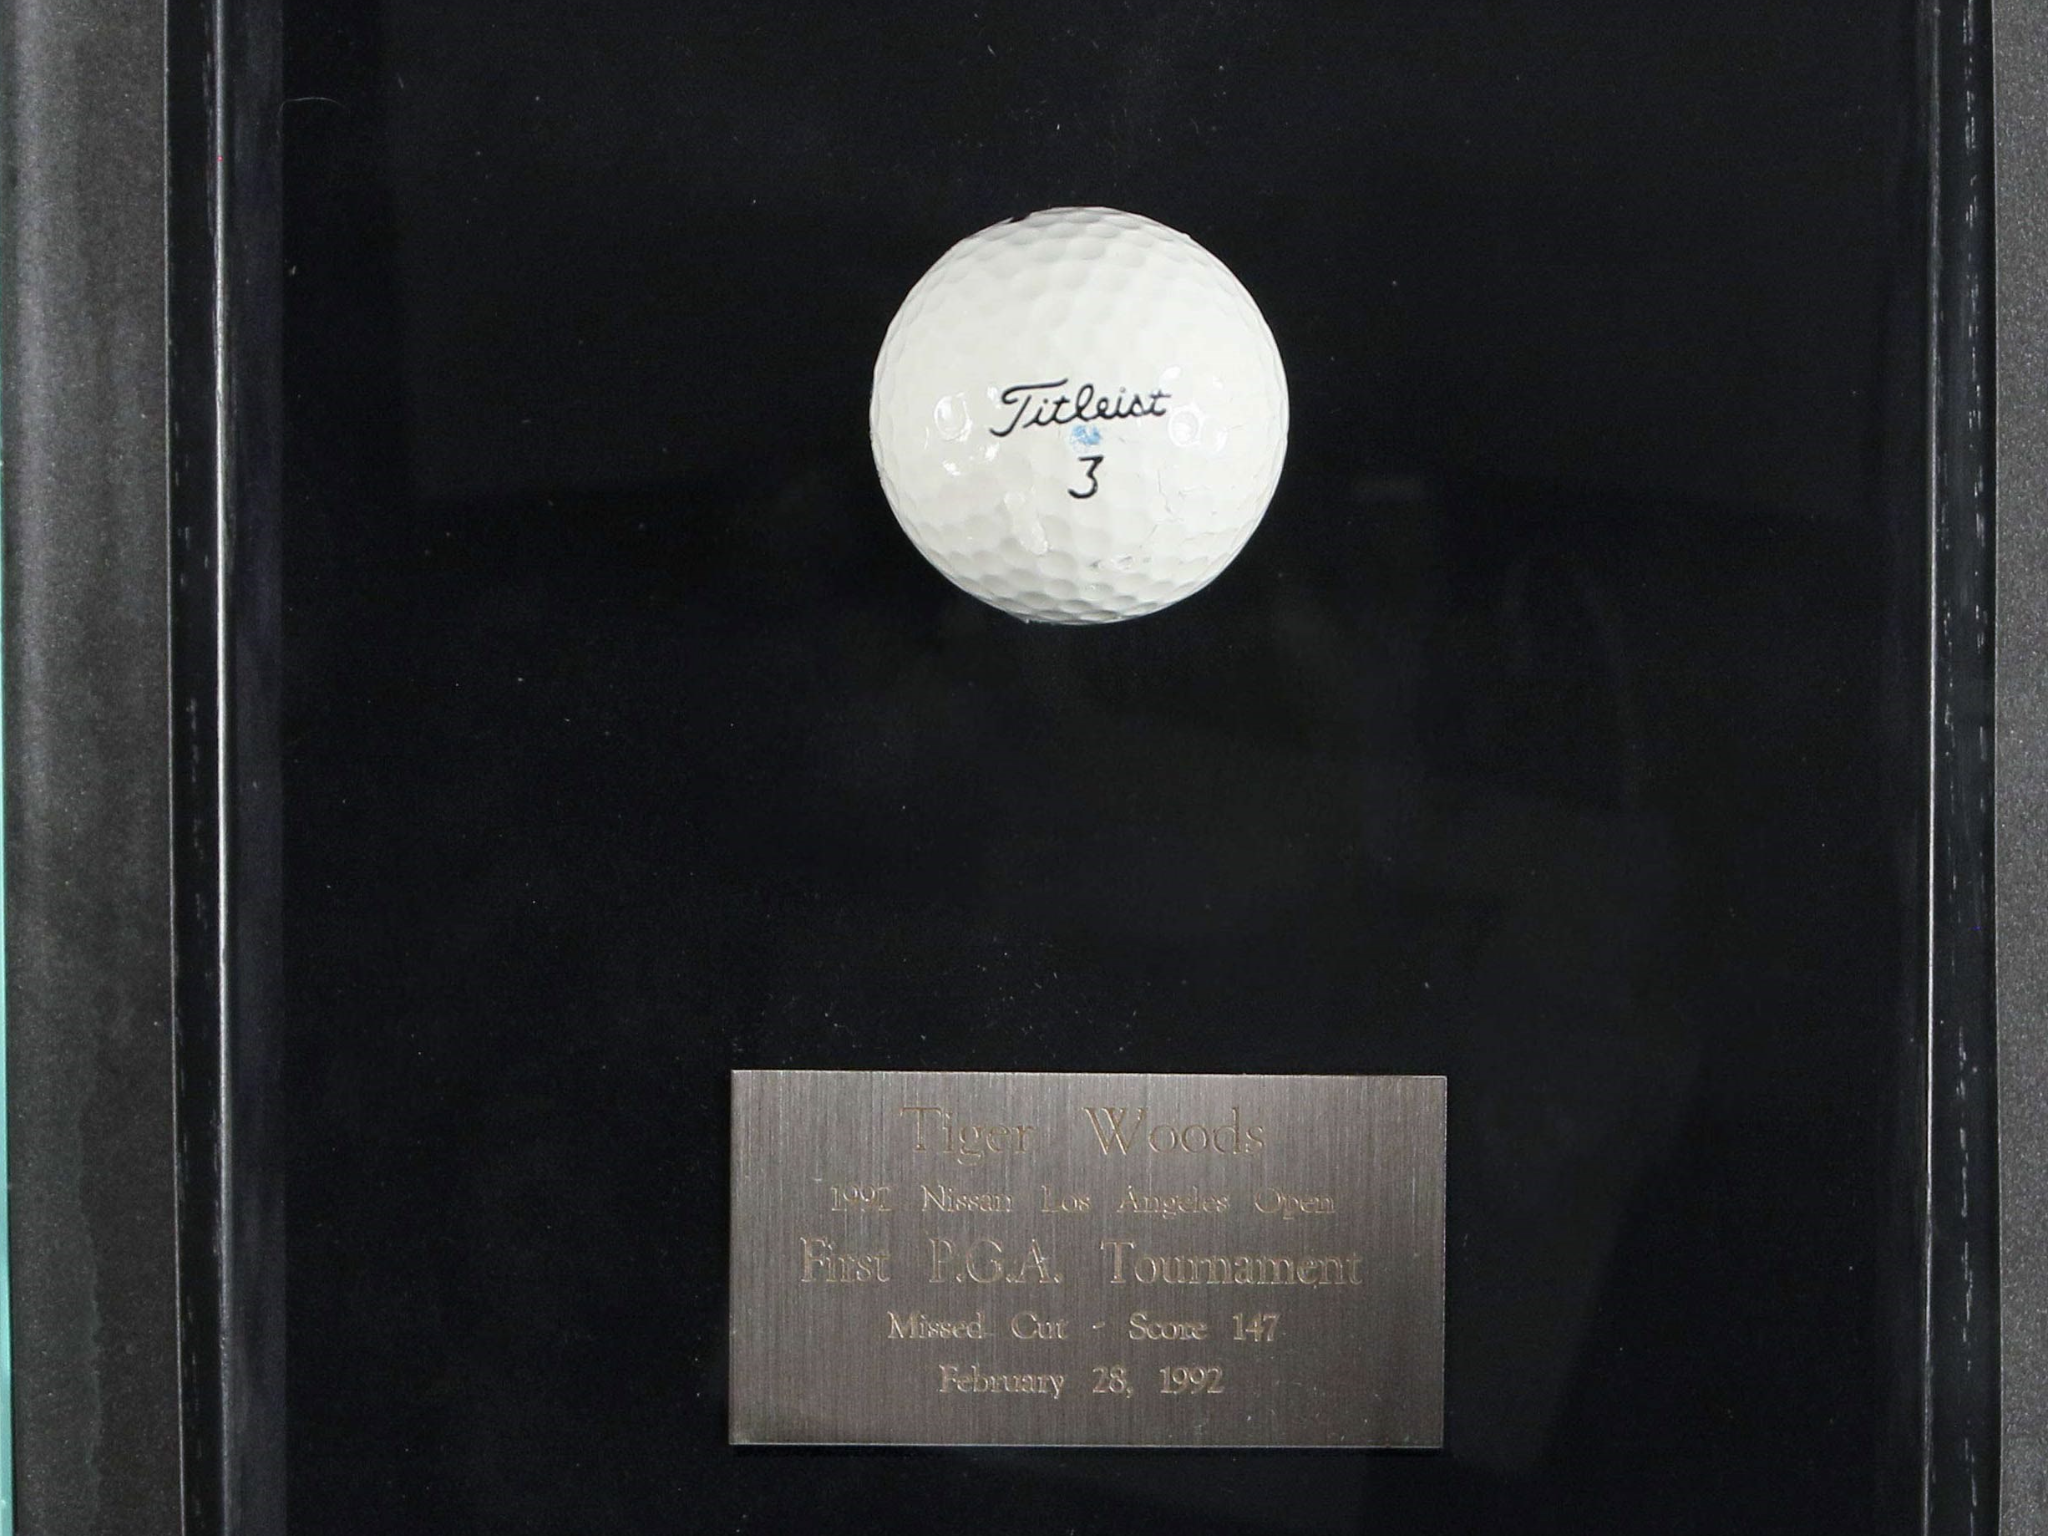 Titleist
3
Tiger Woods
1992 Nissan Los Angeles Open
First P.G.A. Tournament
Missed Cut - Score 147
February 28, 1992